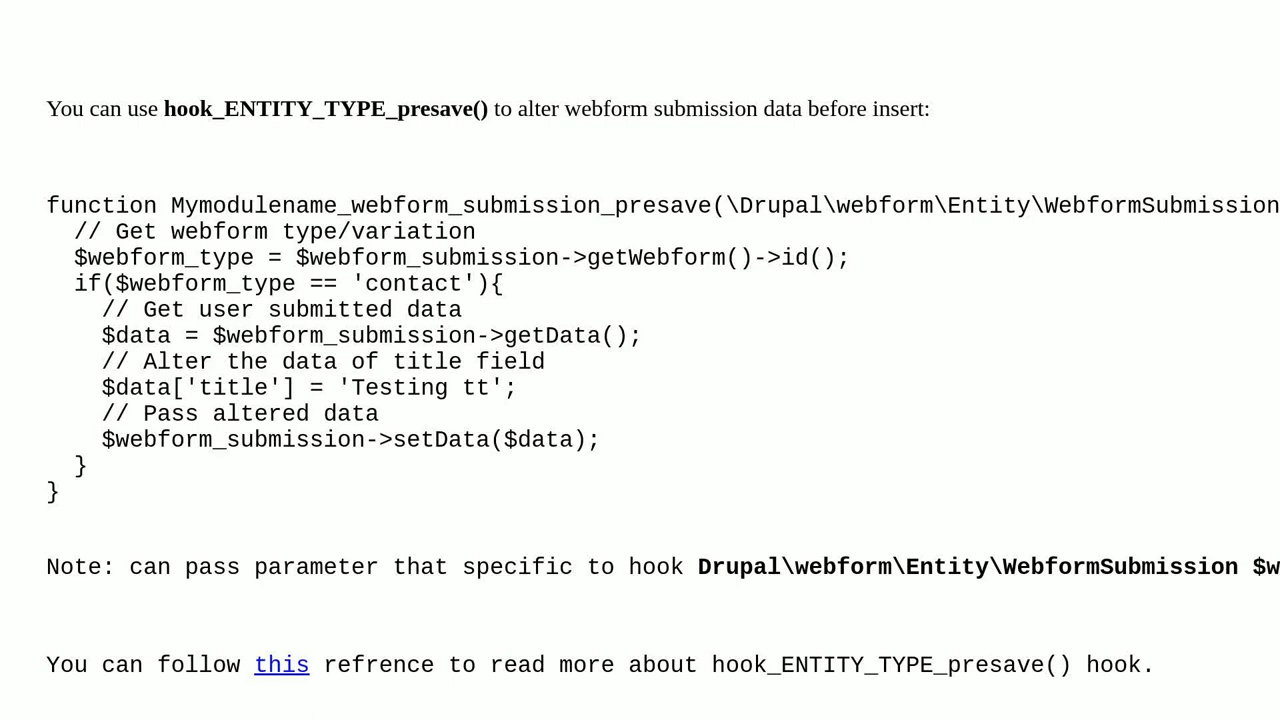 You can use hook_ENTITY_TYPE_presave() to alter webform submission data before insert:
function Mymodulename_webform_submission_presave(\Drupal\webform\Entity\WebformSubmission
  // Get webform type/variation
  $webform_type = $webform_submission->getWebform()->id();
  if($webform_type == 'contact'){
    // Get user submitted data
    $data = $webform_submission->getData();
    // Alter the data of title field
    $data['title'] = 'Testing tt';
    // Pass altered data
    $webform_submission->setData($data);
  }
}
Note: can pass parameter that specific to hook Drupal\webform\Entity\WebformSubmission $w
You can follow this refrence to read more about hook_ENTITY_TYPE_presave() hook.